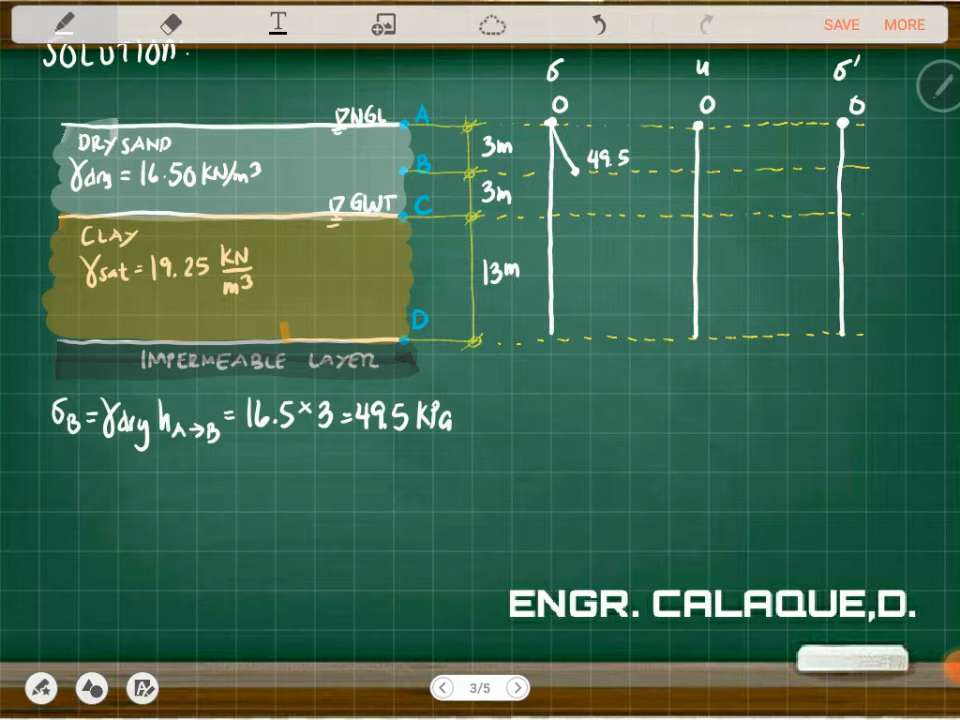 SAVE MORE
SOLUTION:
σ u σ'
0 0 0
NGL A
DRY SAND
γdry = 16.50 KN/m³
B
3m
49.5
3m
GWT C
CLAY
γsat = 19.25 KN/m³
13m
D
IMPERMEABLE LAYER
σB = γdry hA→B = 16.5 × 3 = 49.5 KPa
ENGR. CALAQUE,D.
3/5